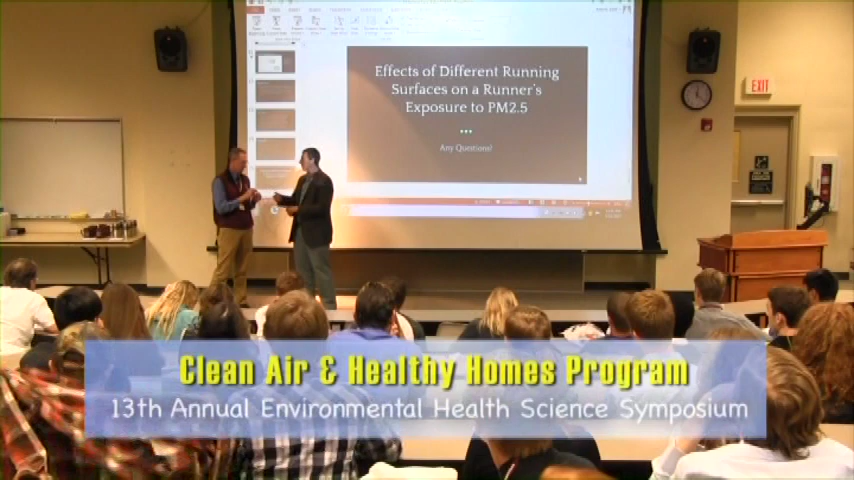 EXIT
Effects of Different Running
Surfaces on a Runner's
Exposure to PM2.5
Any Questions?
Clean Air & Healthy Homes Program
13th Annual Environmental Health Science Symposium